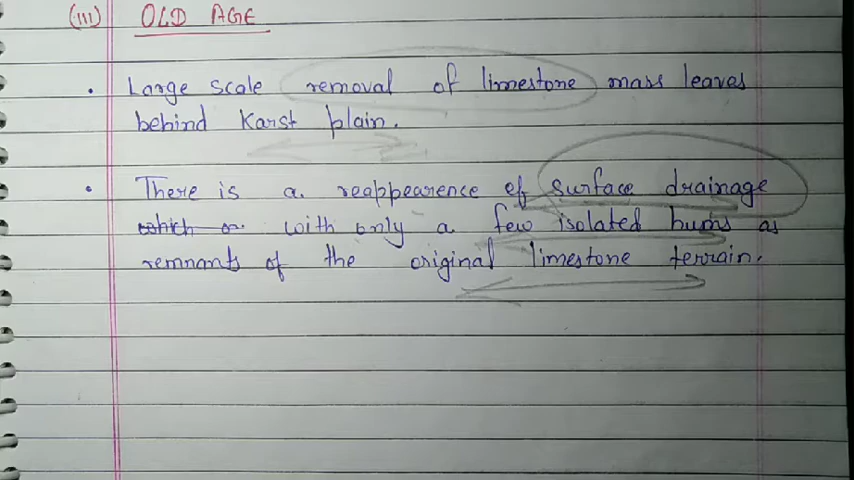 (iii) OLD AGE
• Large scale removal of limestone mass leaves
behind Karst plain.
• There is a reappearence of surface drainage
which or with only a few isolated hums as
remnants of the original limestone terrain.